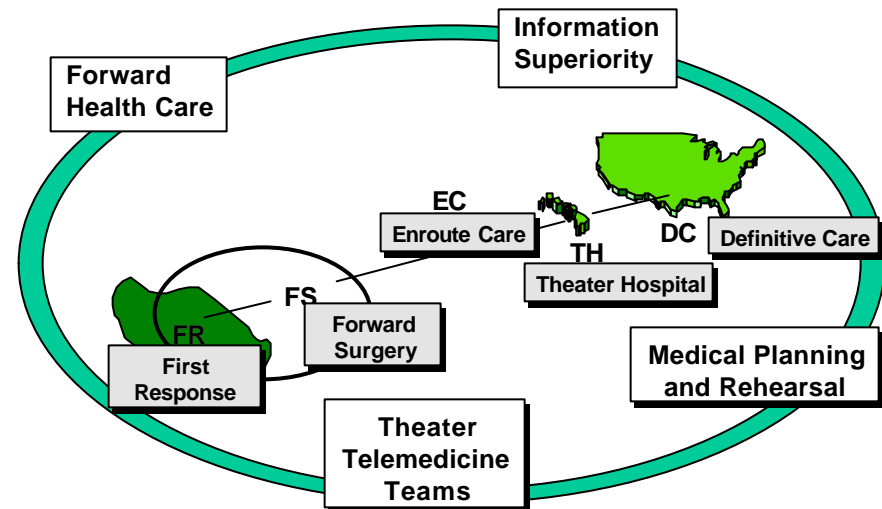 Information
Superiority
Forward
Health Care
EC
Enroute Care
TH
Theater Hospital
DC
Definitive Care
FS
Forward
Surgery
FR
First
Response
Medical Planning
and Rehearsal
Theater
Telemedicine
Teams